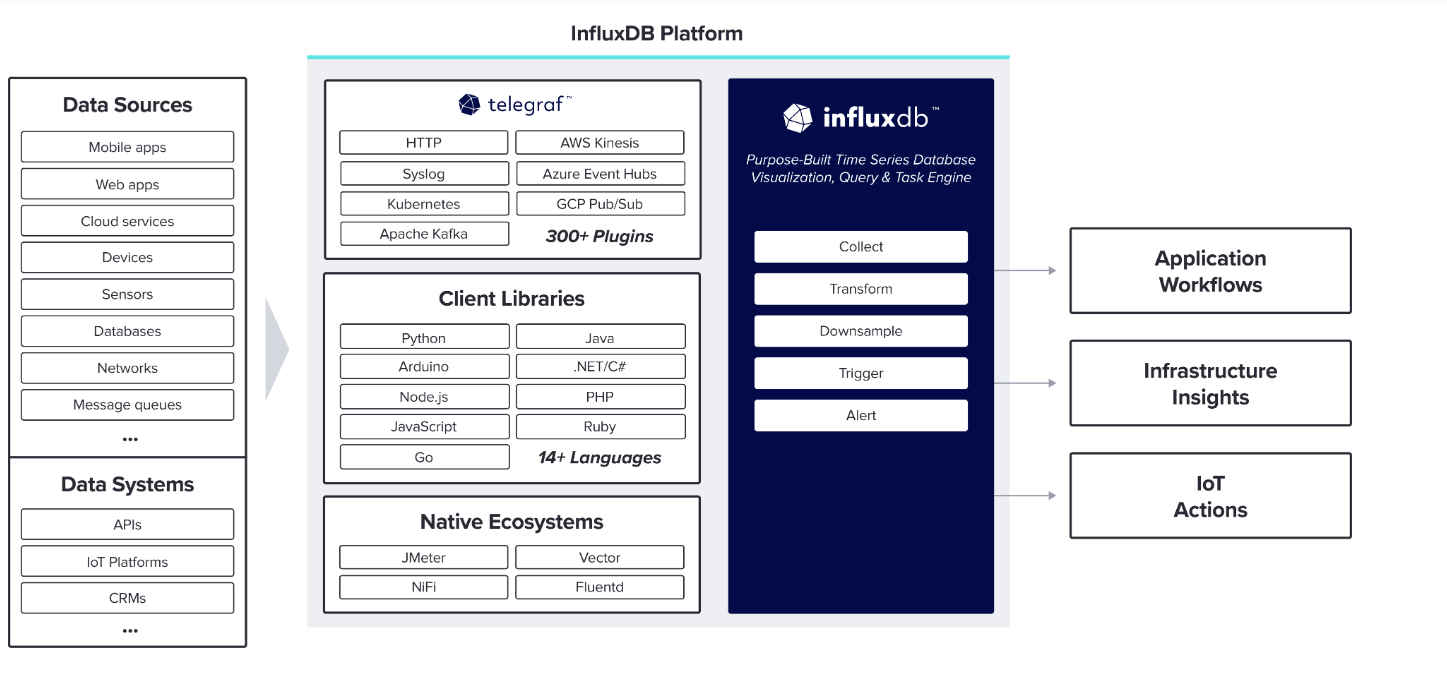 InfluxDB Platform
Data Sources
Mobile apps
Web apps
Cloud services
Devices
Sensors
Databases
Networks
Message queues
...
Data Systems
APIs
IoT Platforms
CRMs
...
telegraf™
HTTP
AWS Kinesis
Syslog
Azure Event Hubs
Kubernetes
GCP Pub/Sub
Apache Kafka
300+ Plugins
Client Libraries
Python
Java
Arduino
.NET/C#
Node.js
PHP
JavaScript
Ruby
Go
14+ Languages
Native Ecosystems
JMeter
Vector
NiFi
Fluentd
influxdb™
Purpose-Built Time Series Database
Visualization, Query & Task Engine
Collect
Transform
Downsample
Trigger
Alert
Application
Workflows
Infrastructure
Insights
IoT
Actions